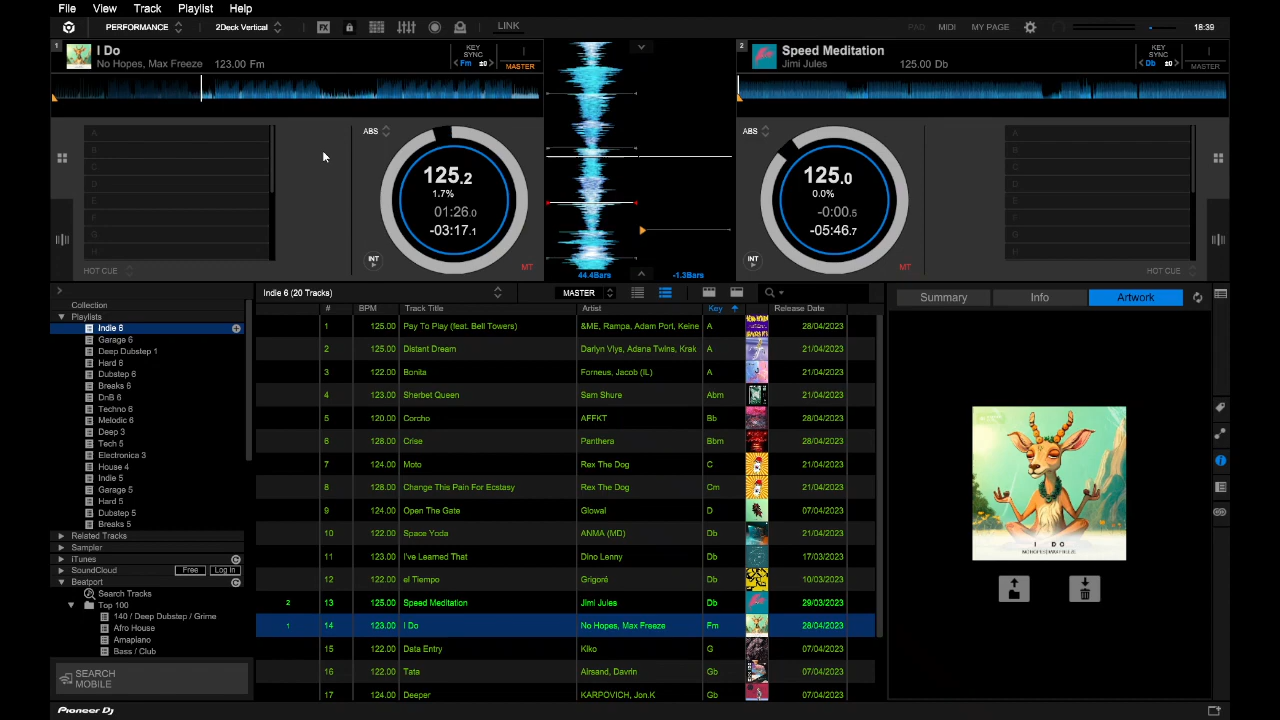 File View Track Playlist Help
PERFORMANCE 2Deck Vertical FX LINK PAD MIDI MY PAGE 18:39
1 I Do KEY SYNC
No Hopes, Max Freeze 123.00 Fm Fm ±0 MASTER
2 Speed Meditation KEY SYNC
Jimi Jules 125.00 Db Db ±0 MASTER
A
B
C
D
E
F
G
H
HOT CUE
ABS
125.2
1.7%
01:26.0
-03:17.1
INT
MT
44.4Bars -1.3Bars
ABS
125.0
0.0%
-0:00.5
-05:46.7
INT
MT
A
B
C
D
E
F
G
H
HOT CUE
Collection
Playlists
Indie 6
Garage 6
Deep Dubstep 1
Hard 6
Dubstep 6
Breaks 6
DnB 6
Techno 6
Melodic 6
Deep 3
Tech 5
Electronica 3
House 4
Indie 5
Garage 5
Hard 5
Dubstep 5
Breaks 5
Related Tracks
Sampler
iTunes
SoundCloud Free Log In
Beatport
Search Tracks
Top 100
140 / Deep Dubstep / Grime
Afro House
Amapiano
Bass / Club
SEARCH
MOBILE
Indie 6 (20 Tracks) MASTER
# BPM Track Title Artist Key Release Date
1 125.00 Pay To Play (feat. Bell Towers) &ME, Rampa, Adam Port, Keine A 28/04/2023
2 125.00 Distant Dream Darlyn Vlys, Adana Twins, Krak A 21/04/2023
3 122.00 Bonita Forneus, Jacob (IL) A 21/04/2023
4 123.00 Sherbet Queen Sam Shure Abm 21/04/2023
5 120.00 Corcho AFFKT Bb 28/04/2023
6 128.00 Crise Panthera Bbm 28/04/2023
7 124.00 Moto Rex The Dog C 21/04/2023
8 128.00 Change This Pain For Ecstasy Rex The Dog Cm 21/04/2023
9 124.00 Open The Gate Glowal D 07/04/2023
10 122.00 Space Yoda ANMA (MD) Db 07/04/2023
11 123.00 I've Learned That Dino Lenny Db 17/03/2023
12 122.00 el Tiempo Grigoré Db 10/03/2023
2 13 125.00 Speed Meditation Jimi Jules Db 29/03/2023
1 14 123.00 I Do No Hopes, Max Freeze Fm 28/04/2023
15 122.00 Data Entry Kiko G 07/04/2023
16 122.00 Tata Airsand, Davrin Gb 07/04/2023
17 124.00 Deeper KARPOVICH, Jon.K Gb 07/04/2023
Summary Info Artwork
I DO
NO HOPES MAX FREEZE
Pioneer Dj